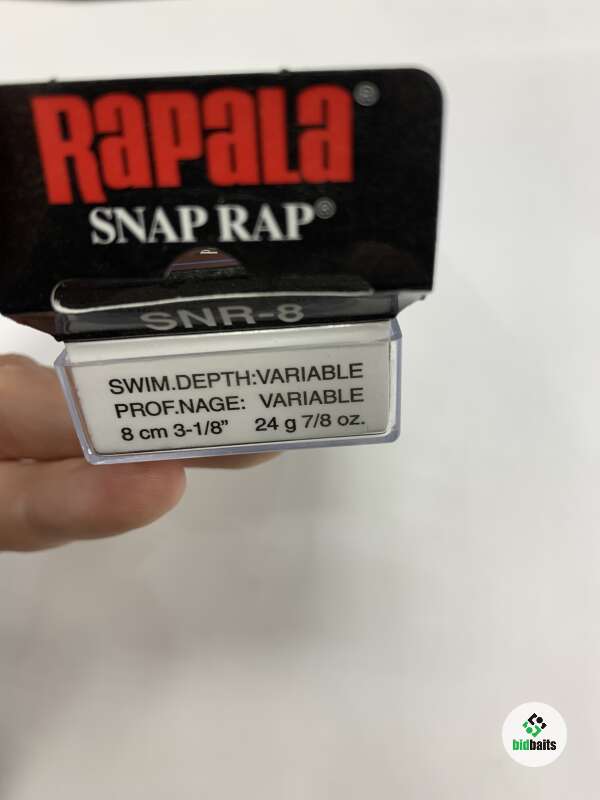 RAPALA®
SNAP RAP®
SNR-8
SWIM.DEPTH:VARIABLE
PROF.NAGE: VARIABLE
8 cm 3-1/8" 24 g 7/8 oz.
bidbaits